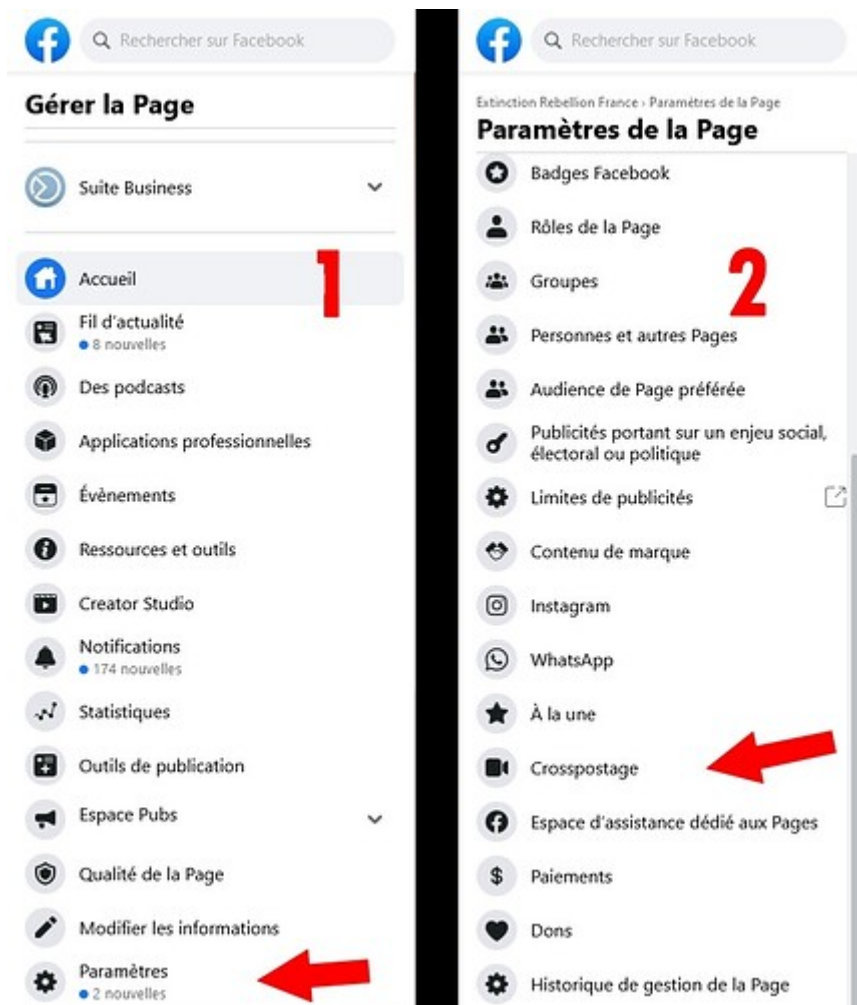 Rechercher sur Facebook
Gérer la Page
Suite Business
1
Accueil
Fil d'actualité
8 nouvelles
Des podcasts
Applications professionnelles
Évènements
Ressources et outils
Creator Studio
Notifications
174 nouvelles
Statistiques
Outils de publication
Espace Pubs
Qualité de la Page
Modifier les informations
Paramètres
2 nouvelles
Rechercher sur Facebook
Extinction Rebellion France › Paramètres de la Page
Paramètres de la Page
Badges Facebook
Rôles de la Page
2
Groupes
Personnes et autres Pages
Audience de Page préférée
Publicités portant sur un enjeu social,
électoral ou politique
Limites de publicités
Contenu de marque
Instagram
WhatsApp
À la une
Crosspostage
Espace d'assistance dédié aux Pages
Paiements
Dons
Historique de gestion de la Page